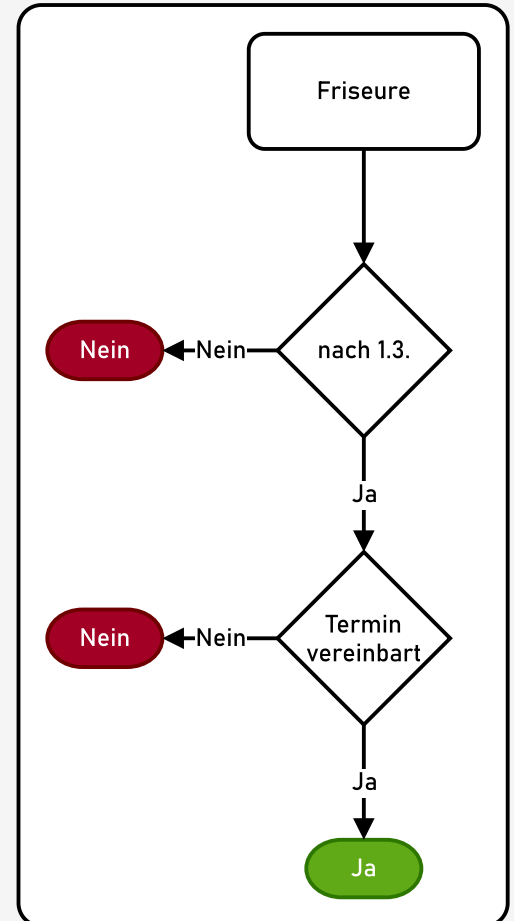 Friseure
Nein
Nein
nach 1.3.
Ja
Nein
Nein
Termin
vereinbart
Ja
Ja